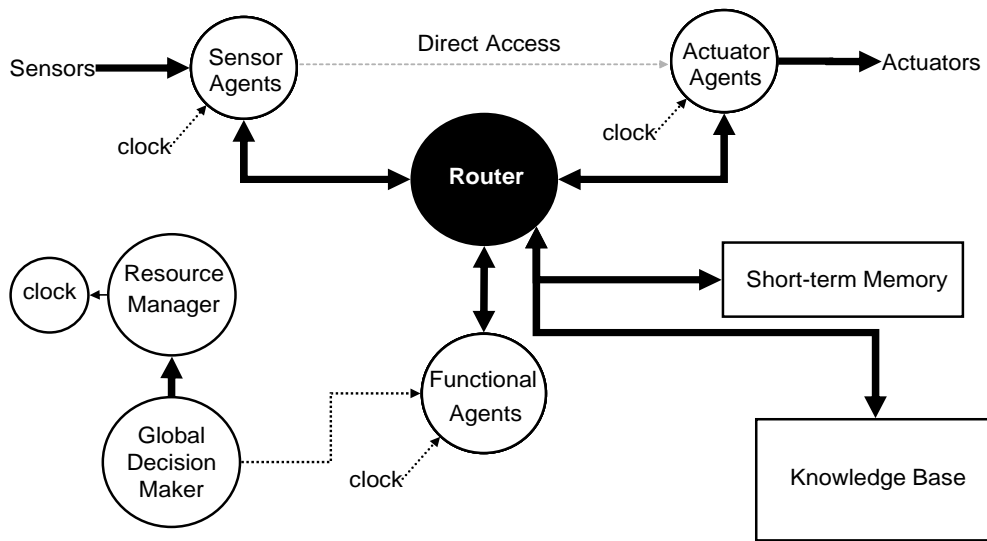 Direct Access
Sensors
Sensor
Agents
Actuator
Agents
Actuators
clock
clock
Router
clock
Resource
Manager
Short-term Memory
Functional
Agents
Global
Decision
Maker
clock
Knowledge Base